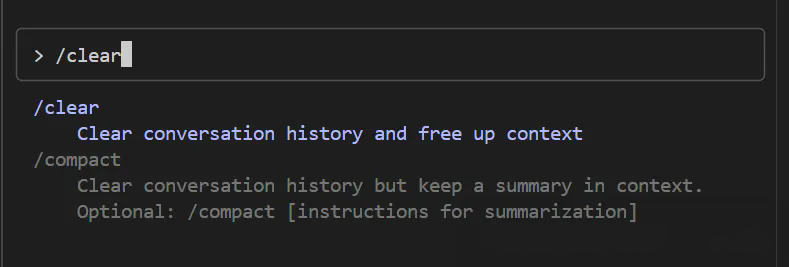 > /clear
/clear
Clear conversation history and free up context
/compact
Clear conversation history but keep a summary in context.
Optional: /compact [instructions for summarization]